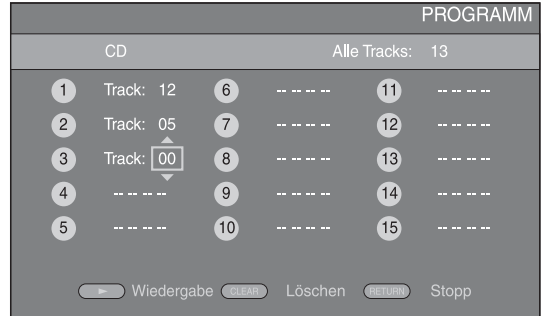 PROGRAMM
CD Alle Tracks: 13
1 Track: 12 6 -- -- -- -- 11 -- -- -- --
2 Track: 05 7 -- -- -- -- 12 -- -- -- --
3 Track: 00 8 -- -- -- -- 13 -- -- -- --
4 -- -- -- -- 9 -- -- -- -- 14 -- -- -- --
5 -- -- -- -- 10 -- -- -- -- 15 -- -- -- --
Wiedergabe CLEAR Löschen RETURN Stopp